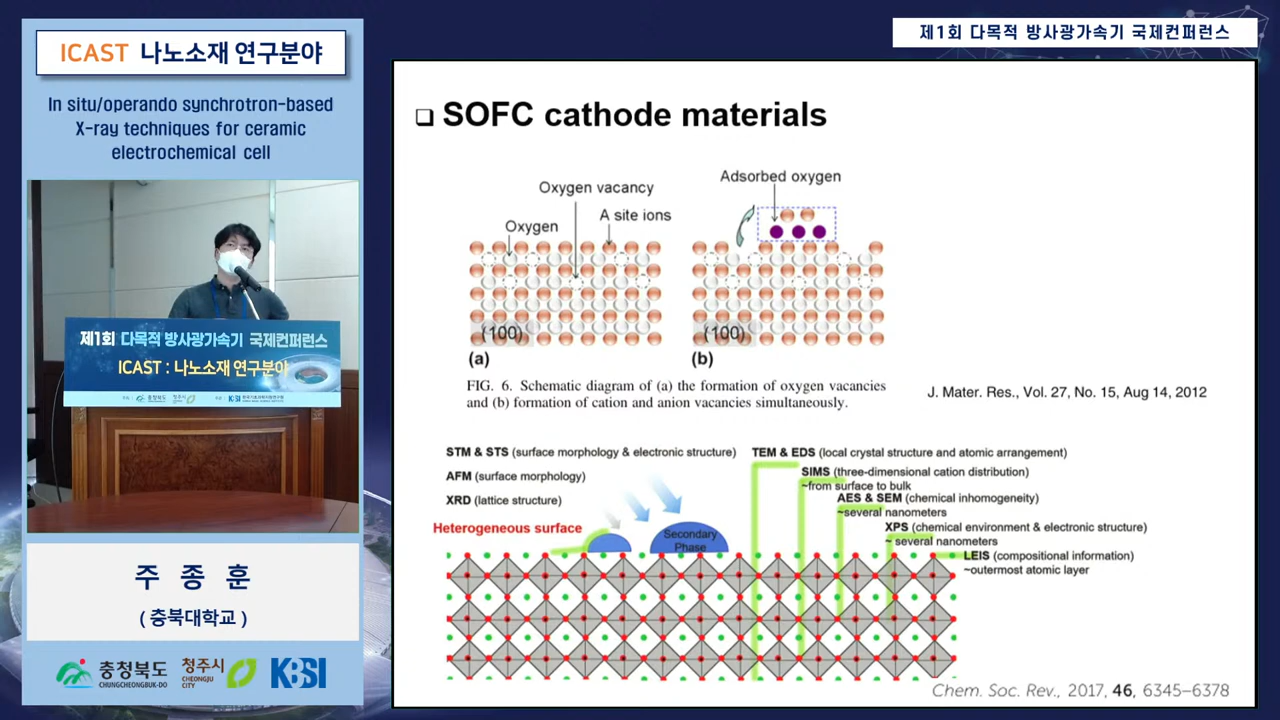 ICAST 나노소재 연구분야
In situ/operando synchrotron-based
X-ray techniques for ceramic
electrochemical cell
제1회 다목적 방사광가속기 국제컨퍼런스
ICAST : 나노소재 연구분야
충청북도
청주시
KBSI
주 종 훈
( 충북대학교 )
충청북도
CHUNGCHEONGBUK-DO
청주시
CHEONGJU
CITY
KBSI
제1회 다목적 방사광가속기 국제컨퍼런스
❑ SOFC cathode materials
Oxygen vacancy
Oxygen
A site ions
(100)
(a)
Adsorbed oxygen
(100)
(b)
FIG. 6. Schematic diagram of (a) the formation of oxygen vacancies
and (b) formation of cation and anion vacancies simultaneously.
J. Mater. Res., Vol. 27, No. 15, Aug 14, 2012
STM & STS (surface morphology & electronic structure)
AFM (surface morphology)
XRD (lattice structure)
Heterogeneous surface
Secondary
Phase
TEM & EDS (local crystal structure and atomic arrangement)
SIMS (three-dimensional cation distribution)
~from surface to bulk
AES & SEM (chemical inhomogeneity)
~several nanometers
XPS (chemical environment & electronic structure)
~ several nanometers
LEIS (compositional information)
~outermost atomic layer
Chem. Soc. Rev., 2017, 46, 6345–6378